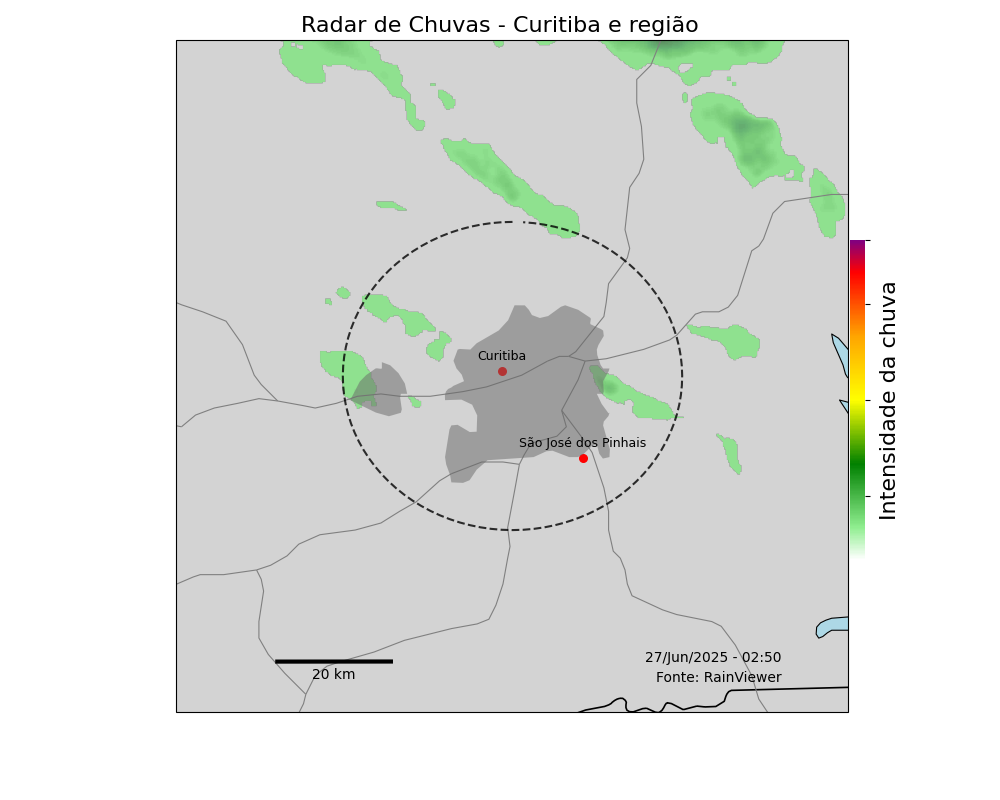 Radar de Chuvas - Curitiba e região
Curitiba
São José dos Pinhais
Intensidade da chuva
27/Jun/2025 - 02:50
Fonte: RainViewer
20 km